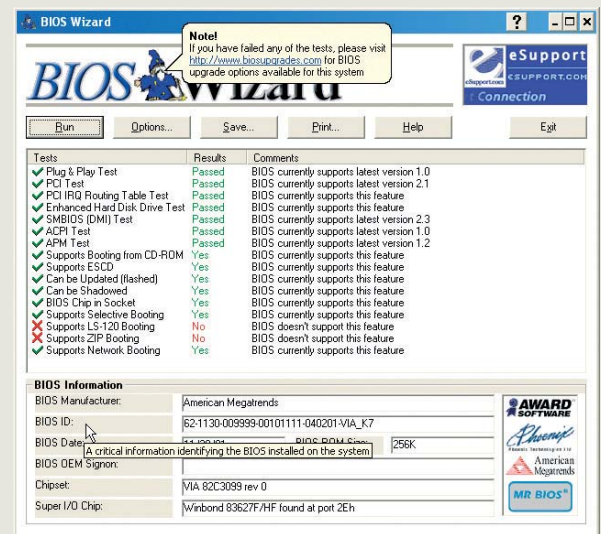 BIOS Wizard
?
Note!
If you have failed any of the tests, please visit
http://www.biosupgrades.com for BIOS
upgrade options available for this system
BIOS Wizard
eSupport
eSupport.com
ESUPPORT.COM
Connection
Run
Options...
Save...
Print...
Help
Exit
Tests Results Comments
Plug & Play Test Passed BIOS currently supports latest version 1.0
PCI Test Passed BIOS currently supports latest version 2.1
PCI IRQ Routing Table Test Passed BIOS currently supports this feature
Enhanced Hard Disk Drive Test Passed BIOS currently supports this feature
SMBIOS (DMI) Test Passed BIOS currently supports latest version 2.3
ACPI Test Passed BIOS currently supports latest version 1.0
APM Test Passed BIOS currently supports latest version 1.2
Supports Booting from CD-ROM Yes BIOS currently supports this feature
Supports ESCD Yes BIOS currently supports this feature
Can be Updated (flashed) Yes BIOS currently supports this feature
Can be Shadowed Yes BIOS currently supports this feature
BIOS Chip in Socket Yes BIOS currently supports this feature
Supports Selective Booting Yes BIOS currently supports this feature
Supports LS-120 Booting No BIOS doesn't support this feature
Supports ZIP Booting No BIOS doesn't support this feature
Supports Network Booting Yes BIOS currently supports this feature
BIOS Information
BIOS Manufacturer: American Megatrends
BIOS ID: 62-1130-009999-00101111-040201-VIA_K7
BIOS Date: BIOS ROM Size: 256K
A critical information identifying the BIOS installed on the system
BIOS OEM Signon:
Chipset: VIA 82C3099 rev 0
Super I/O Chip: Winbond 83627F/HF found at port 2Eh
AWARD
SOFTWARE
Phoenix
Phoenix Technologies Ltd
American
Megatrends
MR BIOS